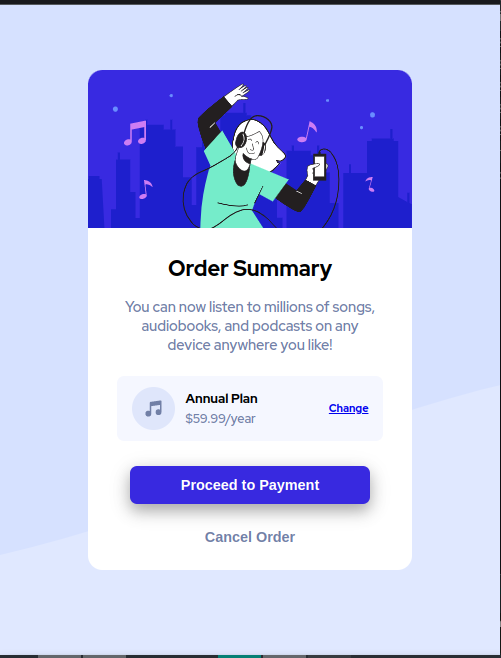 Order Summary
You can now listen to millions of songs,
audiobooks, and podcasts on any
device anywhere you like!
Annual Plan
$59.99/year
Change
Proceed to Payment
Cancel Order